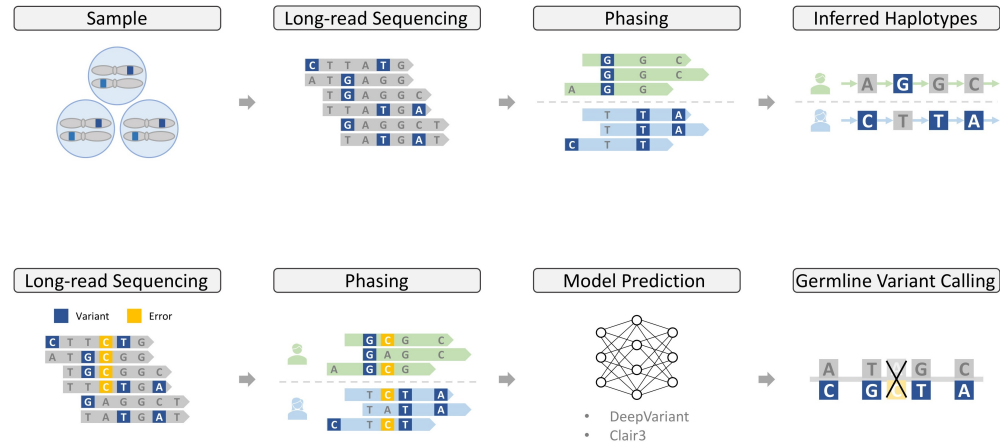 Sample
Long-read Sequencing
Phasing
Inferred Haplotypes
C T T A T G
A T G A G G
T G A G G C
T T A T G A
G A G G C T
T A T G A T
G G C
G G C
A G G
T T A
T T A
C T T
A G G C
C T T A
Long-read Sequencing
Phasing
Model Prediction
Germline Variant Calling
Variant
Error
C T T C T G
A T G C G G
T G C G G C
T T C T G A
G A G G C T
T A T G A T
G C G C
G A G C
A G C G
T C T A
T A T A
C T C T
• DeepVariant
• Clair3
A T G C
C G T A